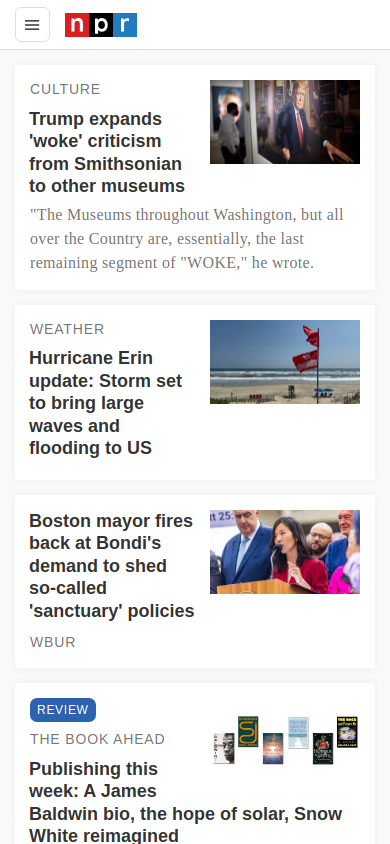 npr
CULTURE
Trump expands
'woke' criticism
from Smithsonian
to other museums
"The Museums throughout Washington, but all
over the Country are, essentially, the last
remaining segment of "WOKE," he wrote.
WEATHER
Hurricane Erin
update: Storm set
to bring large
waves and
flooding to US
Boston mayor fires
back at Bondi's
demand to shed
so-called
'sanctuary' policies
WBUR
REVIEW
THE BOOK AHEAD
Publishing this
week: A James
Baldwin bio, the hope of solar, Snow
White reimagined